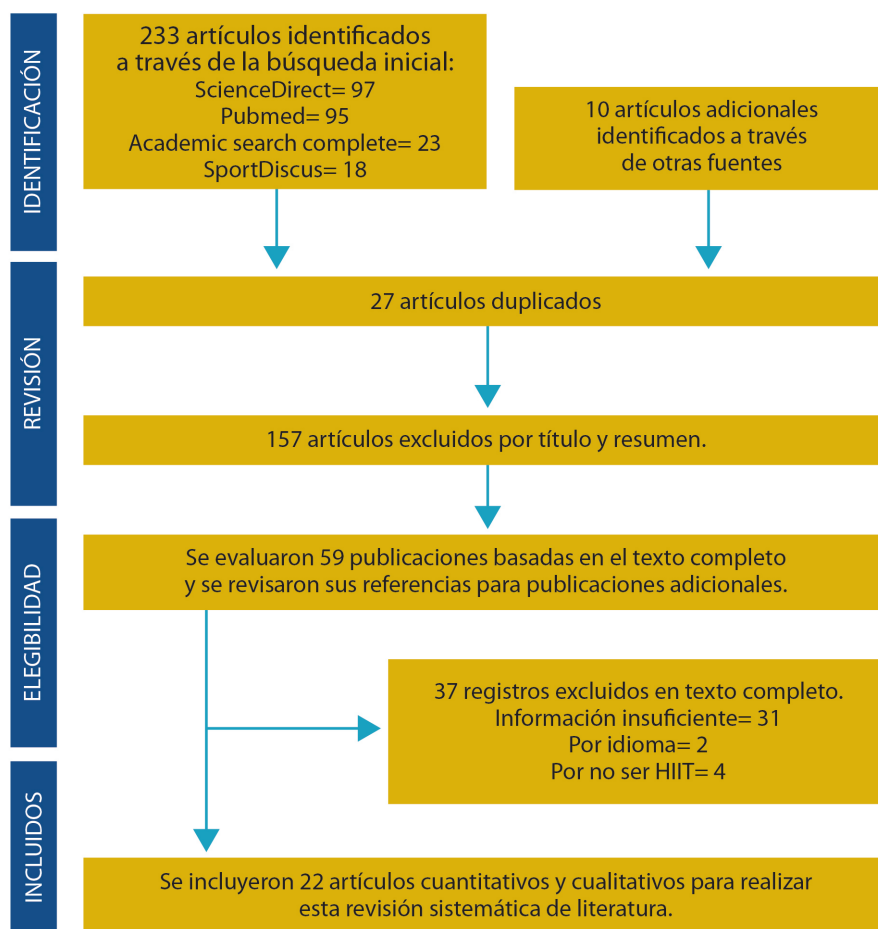 IDENTIFICACIÓN
233 artículos identificados
a través de la búsqueda inicial:
ScienceDirect= 97
Pubmed= 95
Academic search complete= 23
SportDiscus= 18
10 artículos adicionales
identificados a través
de otras fuentes
REVISIÓN
27 artículos duplicados
157 artículos excluidos por título y resumen.
ELEGIBILIDAD
Se evaluaron 59 publicaciones basadas en el texto completo
y se revisaron sus referencias para publicaciones adicionales.
37 registros excluidos en texto completo.
Información insuficiente= 31
Por idioma= 2
Por no ser HIIT= 4
INCLUIDOS
Se incluyeron 22 artículos cuantitativos y cualitativos para realizar
esta revisión sistemática de literatura.